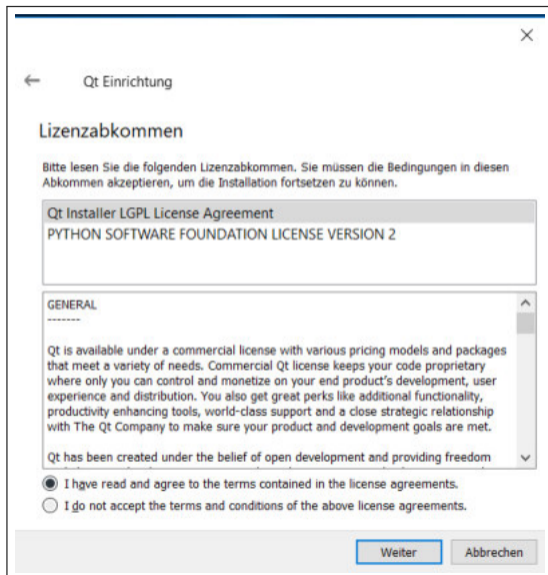 Qt Einrichtung
Lizenzabkommen
Bitte lesen Sie die folgenden Lizenzabkommen. Sie müssen die Bedingungen in diesen
Abkommen akzeptieren, um die Installation fortsetzen zu können.
Qt Installer LGPL License Agreement
PYTHON SOFTWARE FOUNDATION LICENSE VERSION 2
GENERAL
-------
Qt is available under a commercial license with various pricing models and packages
that meet a variety of needs. Commercial Qt license keeps your code proprietary
where only you can control and monetize on your end product's development, user
experience and distribution. You also get great perks like additional functionality,
productivity enhancing tools, world-class support and a close strategic relationship
with The Qt Company to make sure your product and development goals are met.
Qt has been created under the belief of open development and providing freedom
I have read and agree to the terms contained in the license agreements.
I do not accept the terms and conditions of the above license agreements.
Weiter Abbrechen